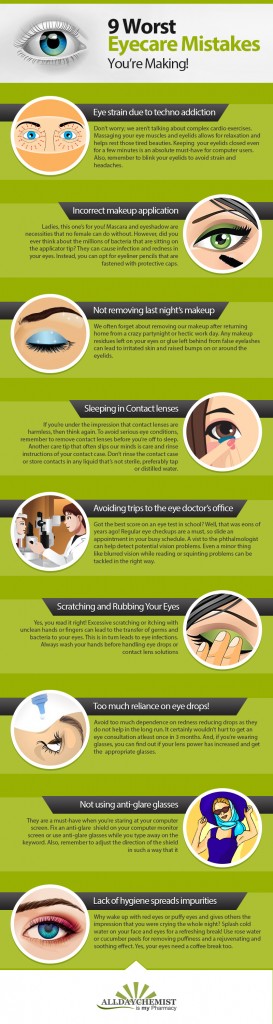 9 Worst
Eyecare Mistakes
You're Making!
Eye strain due to techno addiction
Don't worry; we aren't talking about complex cardio exercises.
Massaging your eye muscles and eyelids allows for relaxation and
helps rest those tired beauties. Keeping your eyelids closed even
for a few minutes is an absolute must-have for computer users.
Also, remember to blink your eyelids to avoid strain and
headaches.
Incorrect makeup application
Ladies, this one's for you! Mascara and eyeshadow are
necessities that no female can do without. However, did you
ever think about the millions of bacteria that are sitting on
the applicator tip? They can cause infection and redness in
your eyes. Instead, you can opt for eyeliner pencils that are
fastened with protective caps.
Not removing last night's makeup
We often forget about removing our makeup after returning
home from a crazy partynight or hectic work day. Any makeup
residues left on your eyes or glue left behind from false eyelashes
can lead to irritated skin and raised bumps on or around the
eyelids.
Sleeping in Contact lenses
If you're under the impression that contact lenses are
harmless, then think again. To avoid serious eye conditions,
remember to remove contact lenses before you're off to sleep.
Another care tip that often slips our minds is care and rinse
instructions of your contact case. Don't rinse the contact case
or store contacts in any liquid that's not sterile, preferably tap
or distilled water.
Avoiding trips to the eye doctor's office
Got the best score on an eye test to school? Well, that was eons of
years ago! Regular eye checkups are a must, so slide an
appointment in your busy schedule. A visit to the phthalmologist
can help detect potential vision problems. Even a minor thing
like blurred vision while reading or squinting problems can be
tackled in the right way.
Scratching and Rubbing Your Eyes
Yes, you read it right! Excessive scratching or itching with
unclean hands or fingers can lead to the transfer of germs and
bacteria to your eyes. This is in turn leads to eye infections.
Always wash your hands before handling eye drops or
contact lens solutions
Too much reliance on eye drops!
Avoid too much dependence on redness reducing drops as they
do not help in the long run. It certainly wouldn't hurt to get an
eye consultation atleast once in 3 months. And, if you're wearing
glasses, you can find out if your lens power has increased and get
the appropriate glasses.
Not using anti-glare glasses
They are a must-have when you're staring at your computer
screen. Fix an anti-glare shield on your computer monitor
screen or use anti-glare glasses while you type away on the
keyword. Also, remember to adjust the direction of the shield
in such a way that it
Lack of hygiene spreads impurities
Why wake up with red eyes or puffy eyes and gives others the
impression that you were crying the whole night? Splash cold
water on your face and eyes for a refreshing break! Use rose water
or cucumber peels for removing puffiness and a rejuvenating and
soothing effect. Yes, your eyes need a coffee break too.
ALLDAYCHEMIST
is my Pharmacy